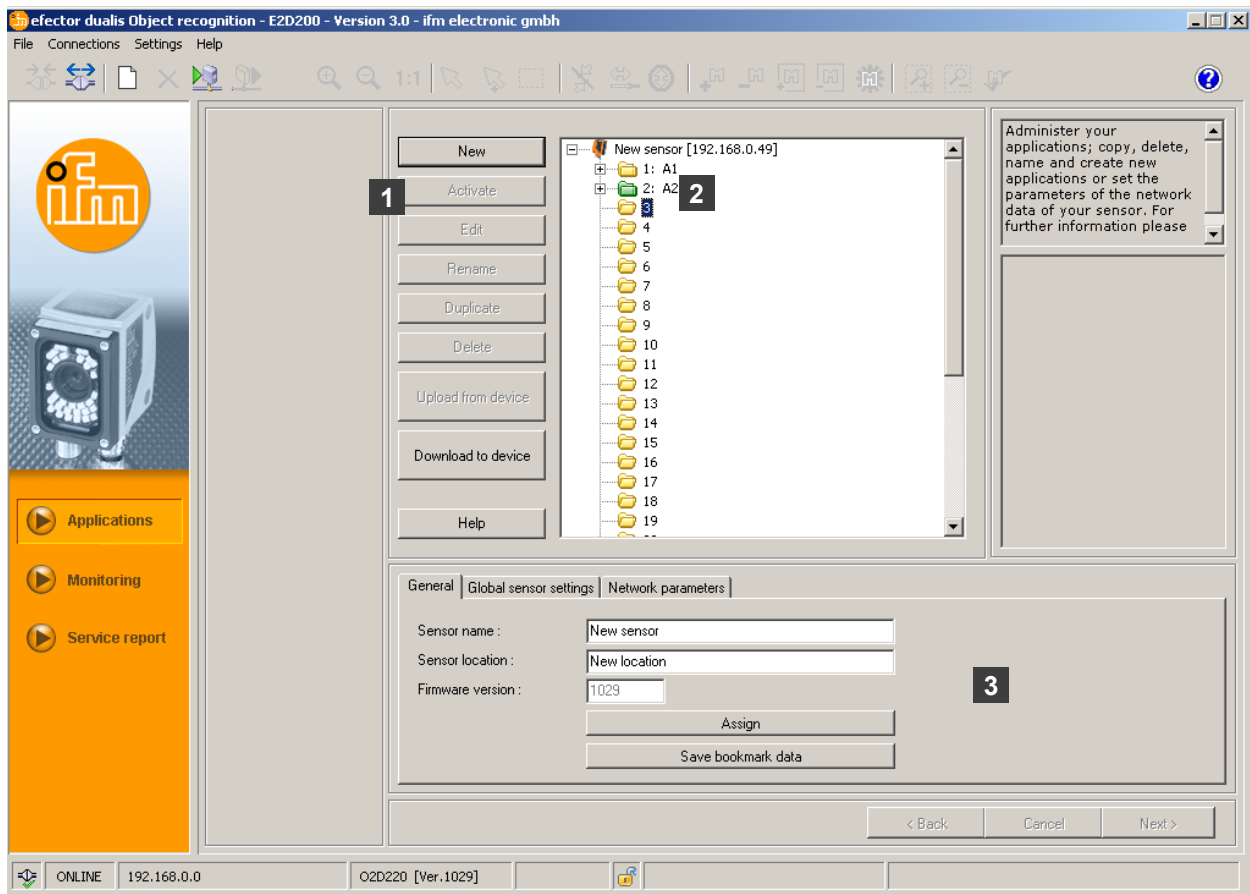 efector dualis Object recognition - E2D200 - Version 3.0 - ifm electronic gmbh
File Connections Settings Help
1:1
ifm
New
Activate
Edit
Rename
Duplicate
Delete
Upload from device
Download to device
Help
1
New sensor [192.168.0.49]
1: A1
2: A2
2
3
4
5
6
7
8
9
10
11
12
13
14
15
16
17
18
19
Administer your
applications; copy, delete,
name and create new
applications or set the
parameters of the network
data of your sensor. For
further information please
Applications
Monitoring
Service report
General Global sensor settings Network parameters
Sensor name : New sensor
Sensor location : New location
Firmware version : 1029
3
Assign
Save bookmark data
< Back Cancel Next >
ONLINE 192.168.0.0 O2D220 [Ver.1029]